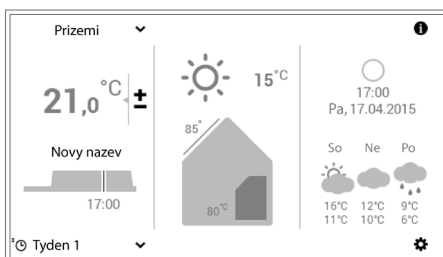 Prizemi
21,0°C ±
Novy nazev
17:00
Tyden 1
15°C
85°
80°C
17:00
Pa, 17.04.2015
So Ne Po
16°C 12°C 9°C
11°C 10°C 6°C